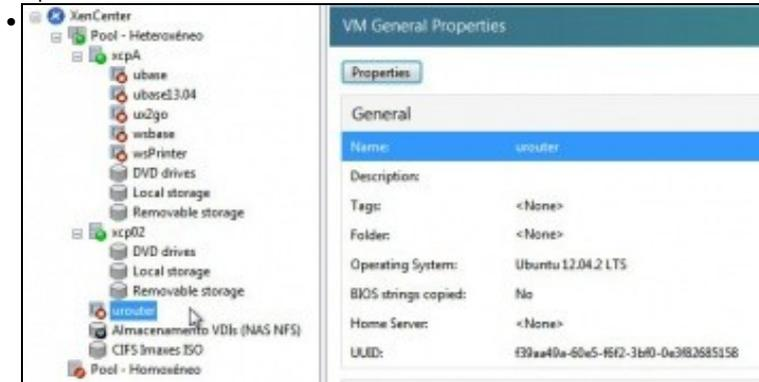 XenCenter
Pool - Heteroxéneo
xcpA
ubase
ubase13.04
ux2go
wsbase
wsPrinter
DVD drives
Local storage
Removable storage
xcp02
DVD drives
Local storage
Removable storage
urouter
Almacenamento VDIs (NAS NFS)
CIFS Imaxes ISO
Pool - Homoxéneo
VM General Properties
Properties
General
Name: urouter
Description:
Tags: <None>
Folder: <None>
Operating System: Ubuntu 12.04.2 LTS
BIOS strings copied: No
Home Server: <None>
UUID: f39aa49a-60e5-f6f2-3bf0-0e3f82685158